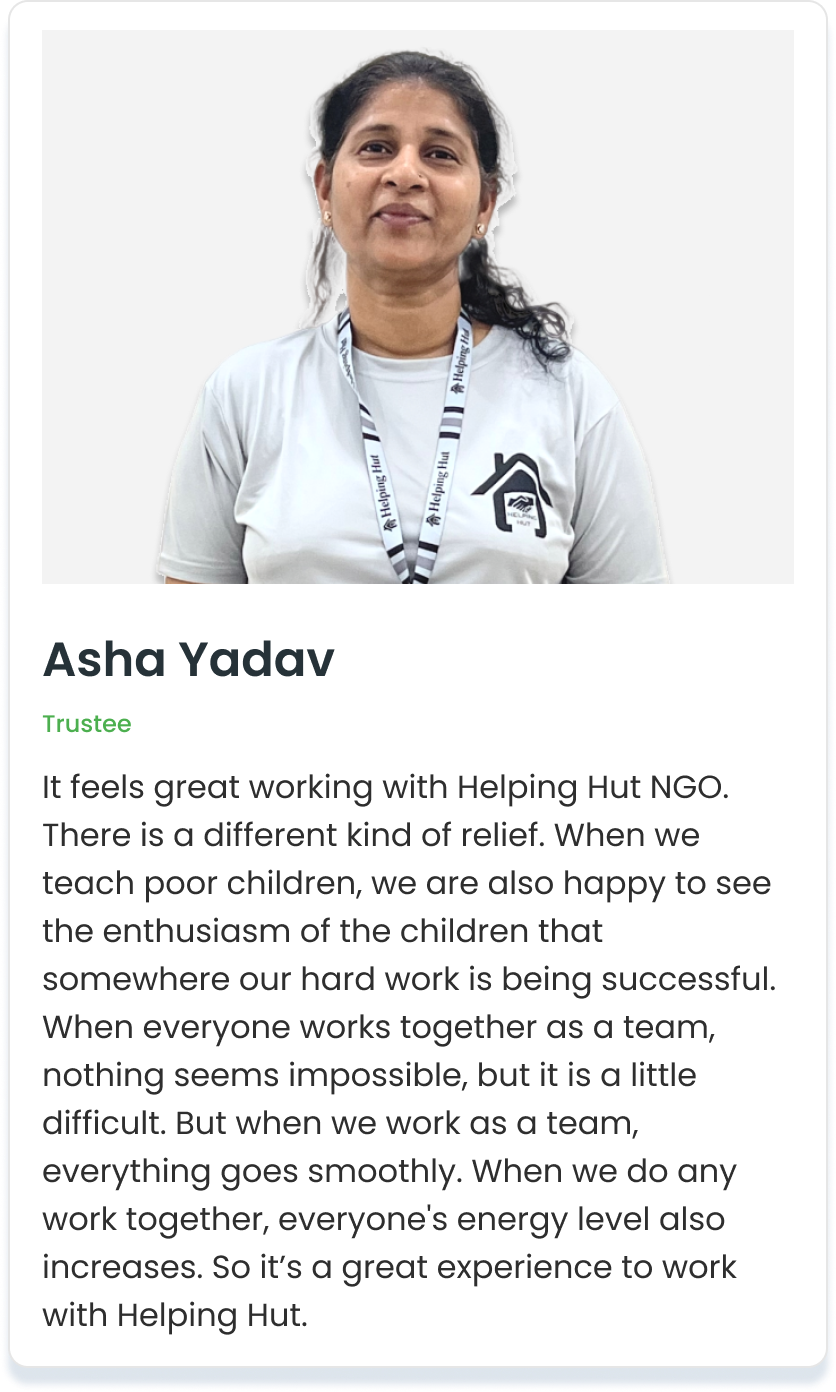 Helping Hut
Helping Hut
Helping Hut
HELPING
HUT
Asha Yadav
Trustee
It feels great working with Helping Hut NGO.
There is a different kind of relief. When we
teach poor children, we are also happy to see
the enthusiasm of the children that
somewhere our hard work is being successful.
When everyone works together as a team,
nothing seems impossible, but it is a little
difficult. But when we work as a team,
everything goes smoothly. When we do any
work together, everyone's energy level also
increases. So it’s a great experience to work
with Helping Hut.